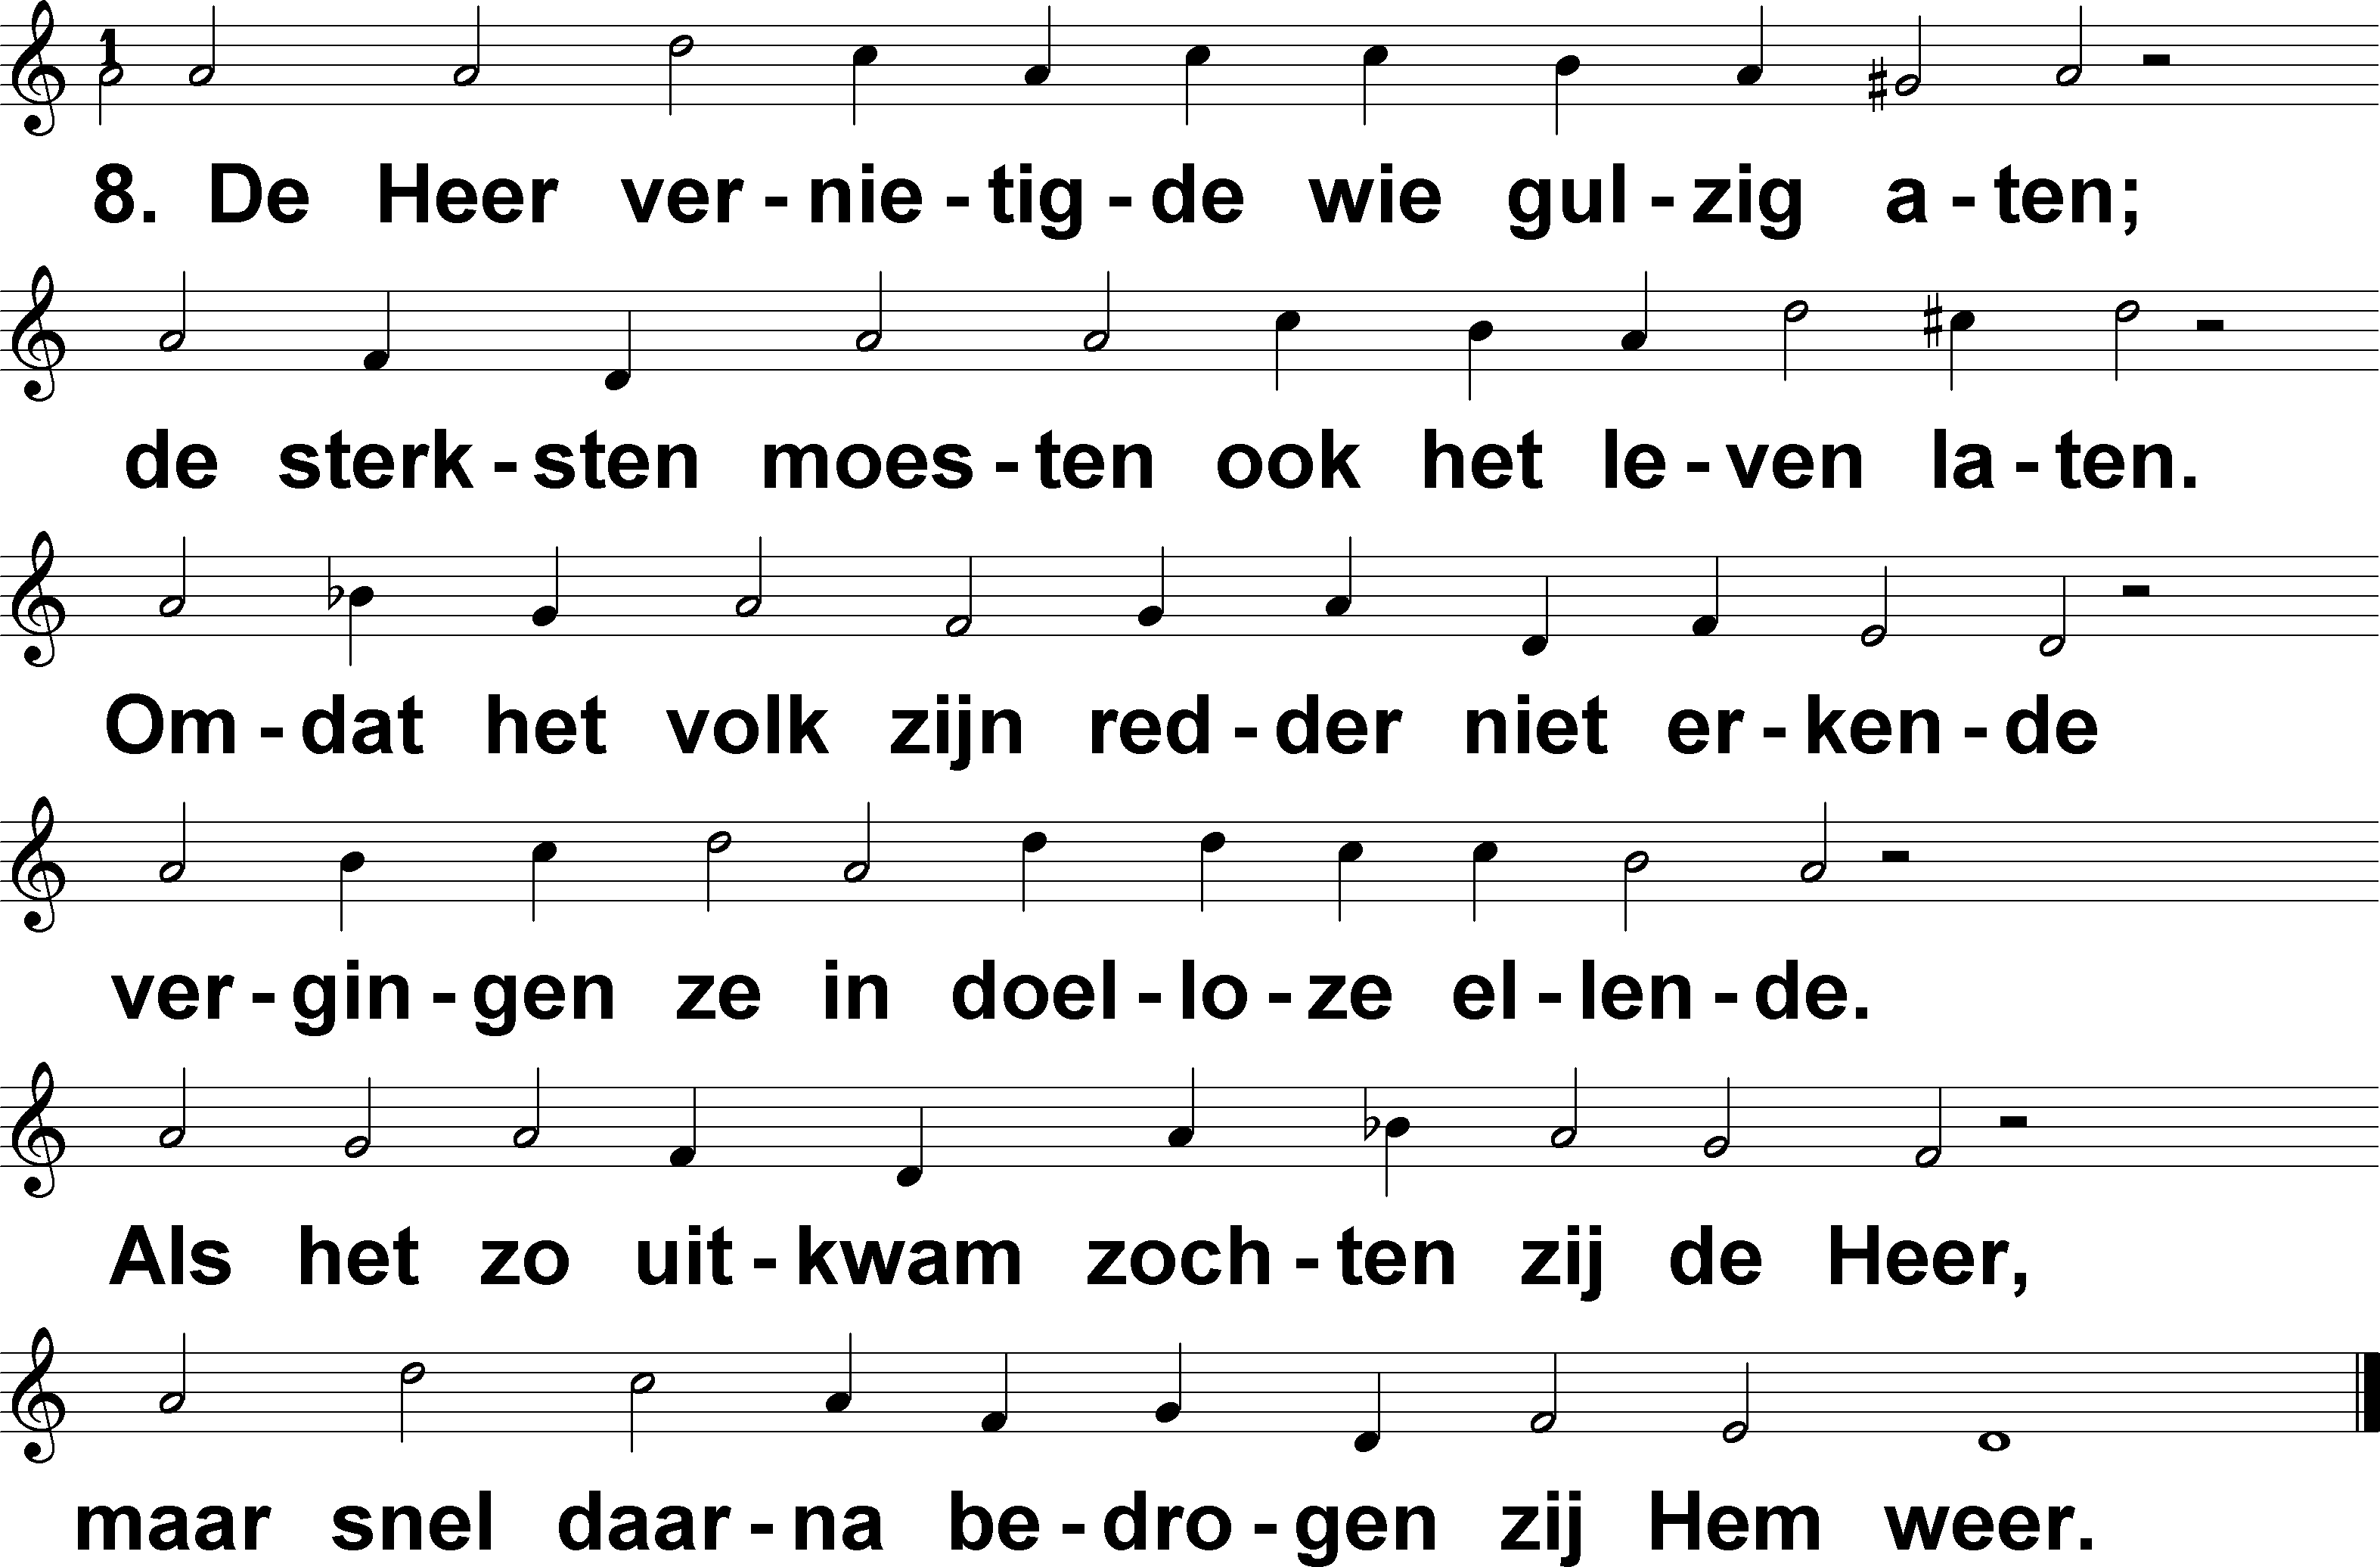 1
8. De Heer ver-nie-tig-de wie gul-zig a-ten;
de sterk-sten moes-ten ook het le-ven la-ten.
Om-dat het volk zijn red-der niet er-ken-de
ver-gin-gen ze in doel-lo-ze el-len-de.
Als het zo uit-kwam zoch-ten zij de Heer,
maar snel daar-na be-dro-gen zij Hem weer.